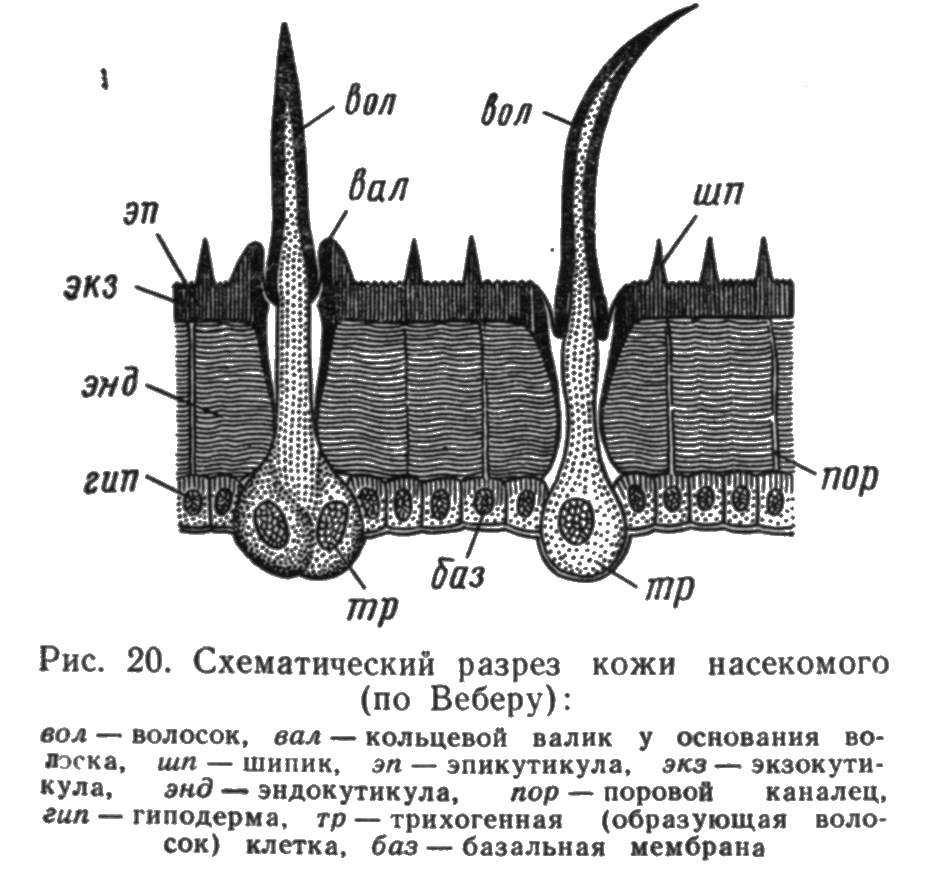 вол
вол
эп
вал
шп
экз
энд
гип
пор
баз
тр
тр
Рис. 20. Схематический разрез кожи насекомого
(по Веберу):
вол — волосок, вал — кольцевой валик у основания во-
лоска, шп — шипик, эп — эпикутикула, экз — экзокути-
кула, энд — эндокутикула, пор — поровой каналец,
гип — гиподерма, тр — трихогенная (образующая воло-
сок) клетка, баз — базальная мембрана